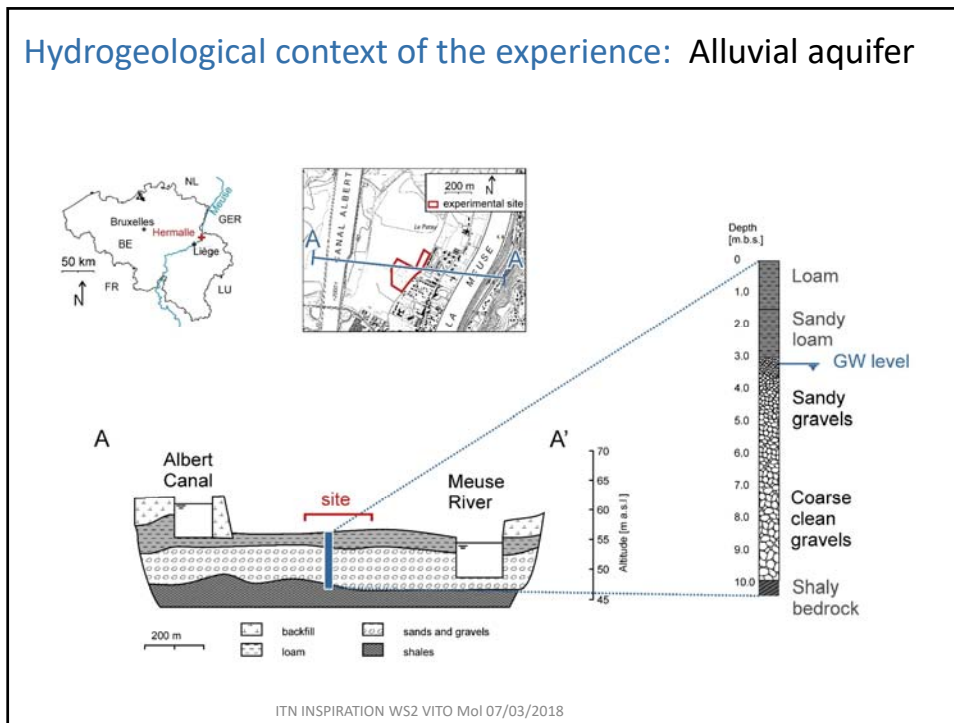 Hydrogeological context of the experience: Alluvial aquifer
NL
Meuse
Bruxelles
GER
Hermalle
BE
Liège
50 km
N
FR
LU
200 m
N
experimental site
CANAL ALBERT
A
A
LA MEUSE
Depth
[m.b.s.]
0
Loam
1.0
2.0
Sandy
loam
3.0
GW level
4.0
Sandy
gravels
5.0
6.0
7.0
Coarse
clean
gravels
8.0
9.0
10.0
Shaly
bedrock
A
A'
Albert
Canal
site
Meuse
River
70
65
60
55
50
45
Altitude [m a.s.l.]
200 m
backfill
sands and gravels
loam
shales
ITN INSPIRATION WS2 VITO Mol 07/03/2018